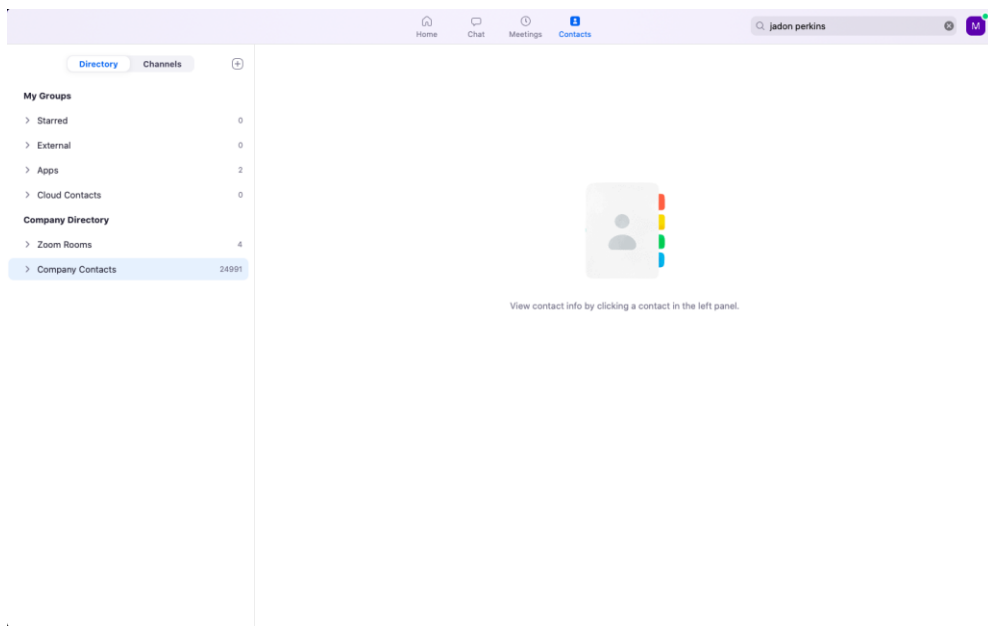 Home Chat Meetings Contacts
jadon perkins
M
Directory Channels
My Groups
Starred 0
External 0
Apps 2
Cloud Contacts 0
Company Directory
Zoom Rooms 4
Company Contacts 24991
View contact info by clicking a contact in the left panel.